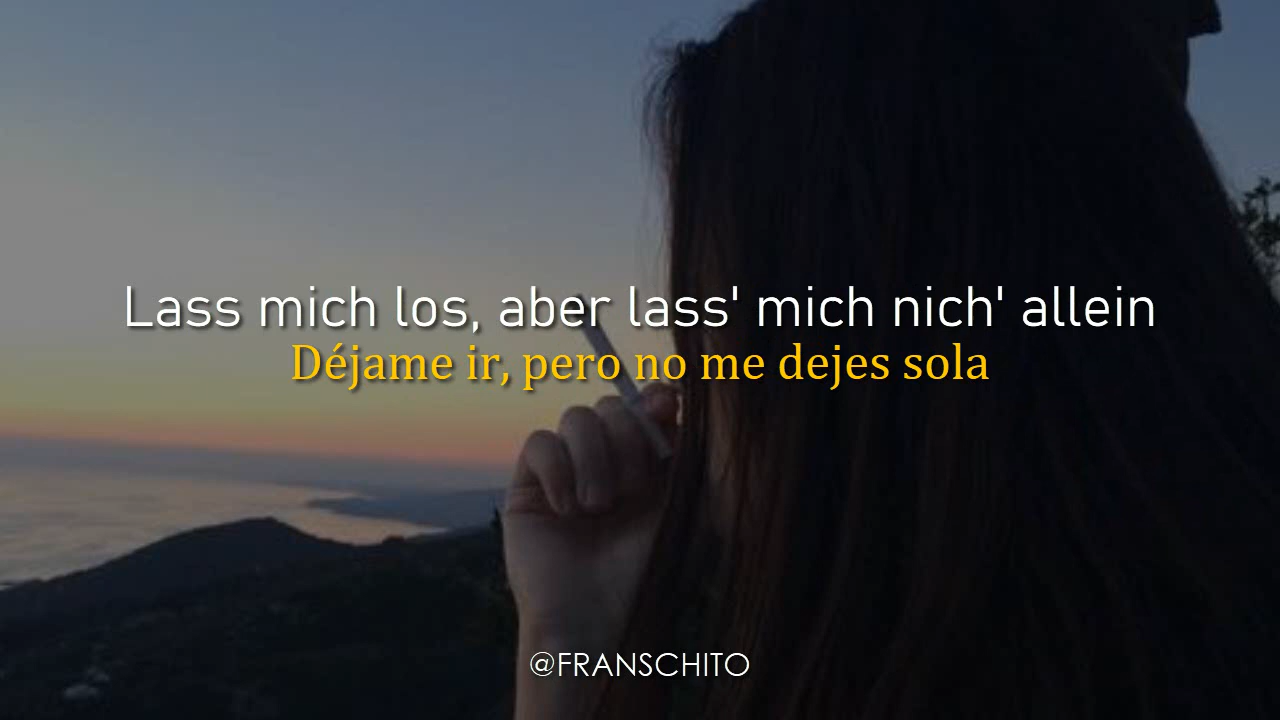 Lass mich los, aber lass' mich nich' allein
Déjame ir, pero no me dejes sola
@FRANSCHITO